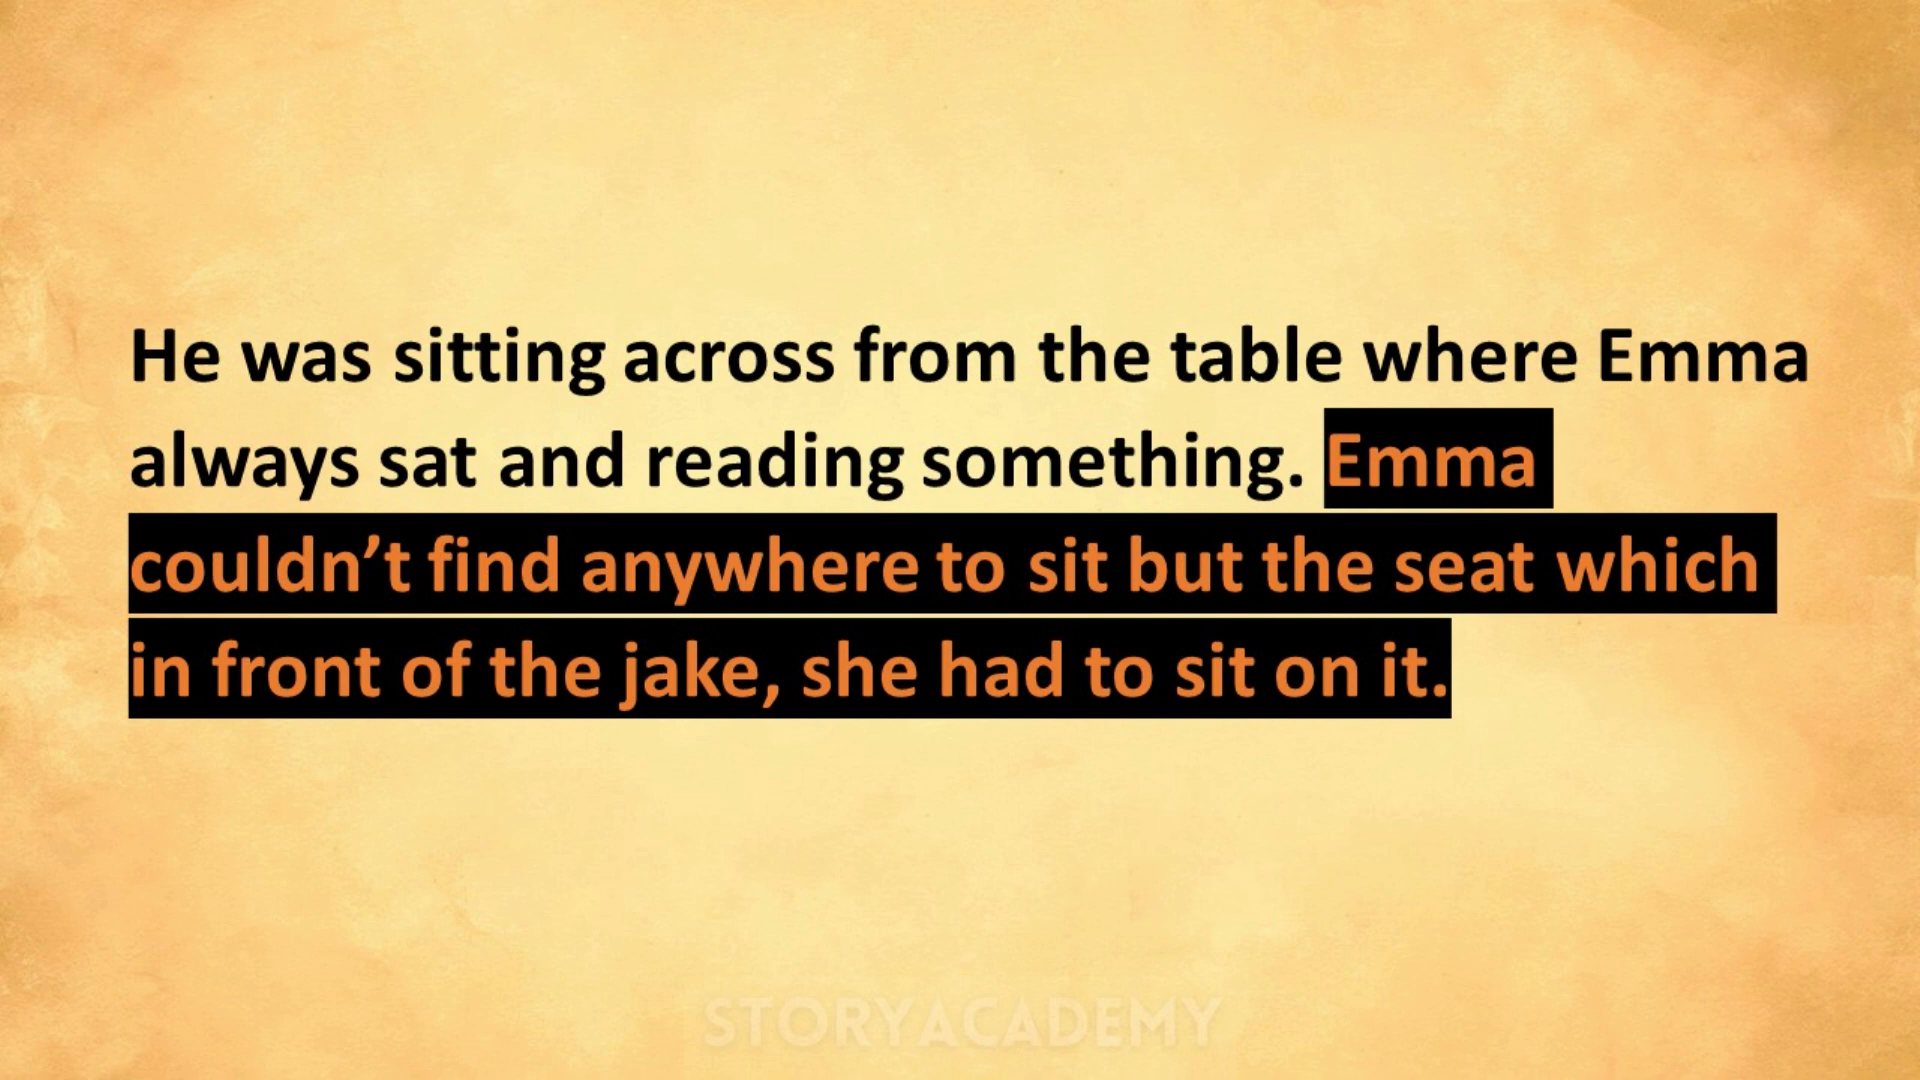 He was sitting across from the table where Emma
always sat and reading something. Emma
couldn’t find anywhere to sit but the seat which
in front of the jake, she had to sit on it.
STORYACADEMY